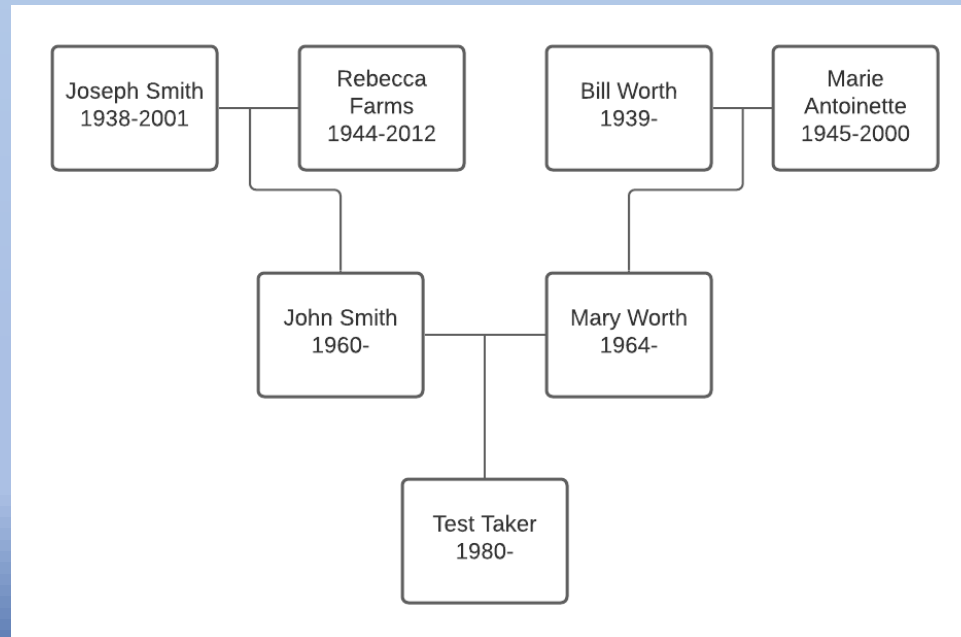 Joseph Smith
1938-2001
Rebecca
Farms
1944-2012
Bill Worth
1939-
Marie
Antoinette
1945-2000
John Smith
1960-
Mary Worth
1964-
Test Taker
1980-